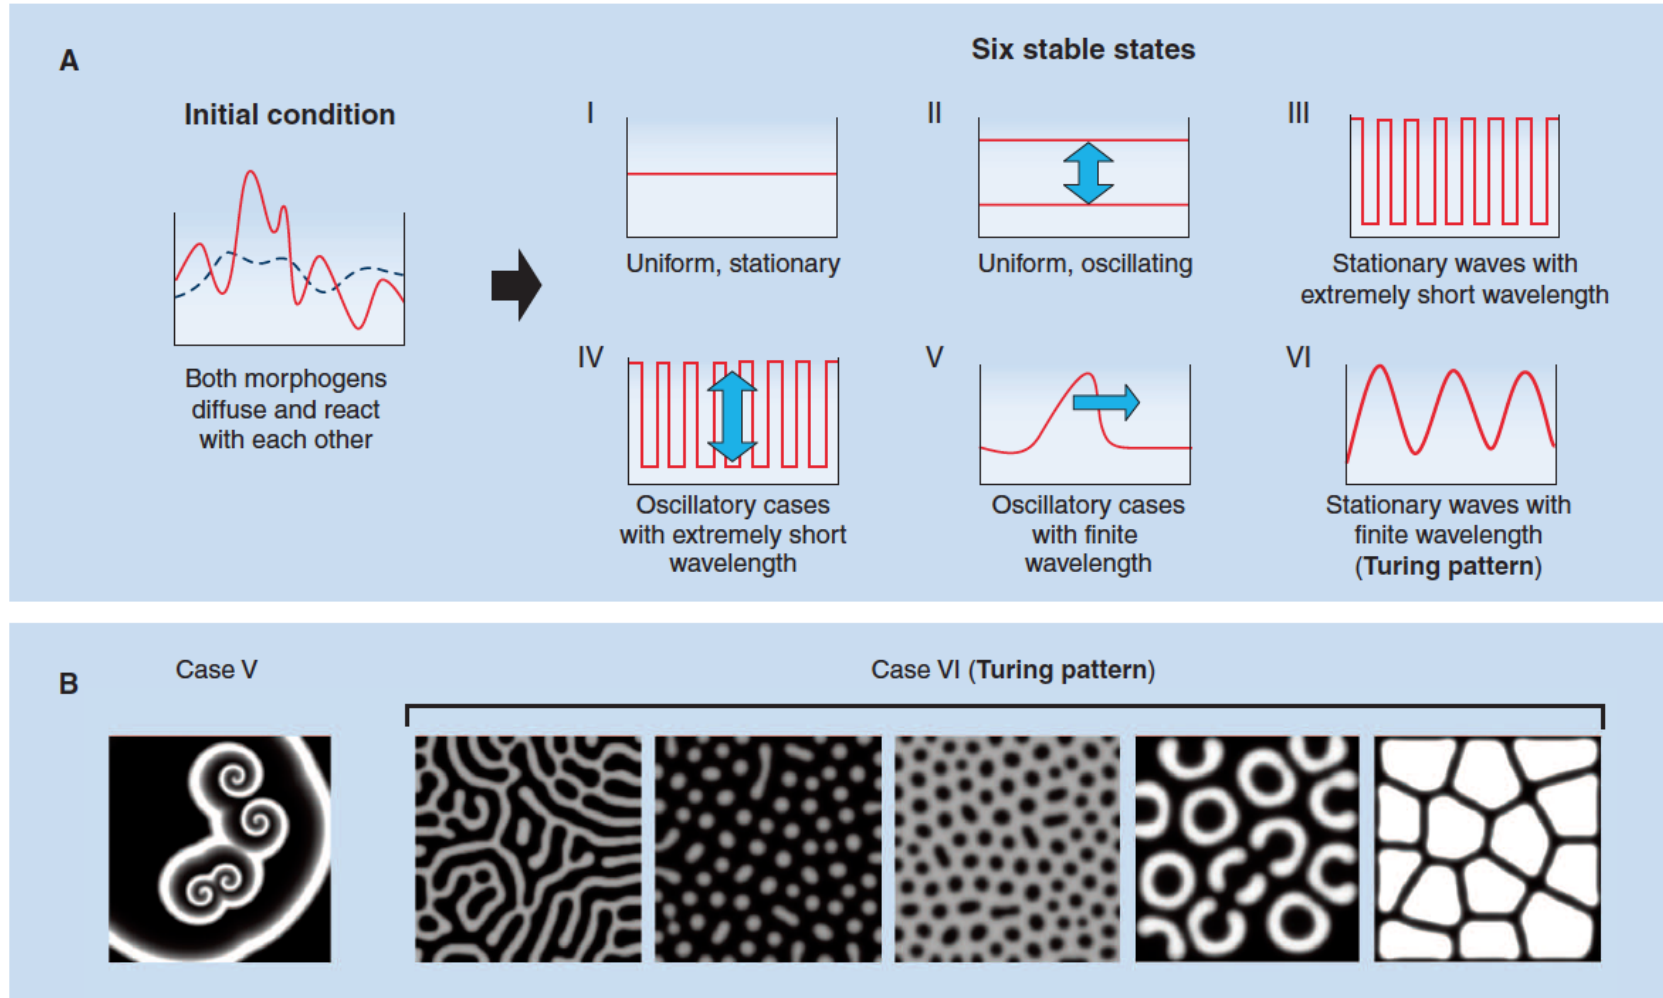 A
Six stable states
Initial condition
Both morphogens
diffuse and react
with each other
I
Uniform, stationary
II
Uniform, oscillating
III
Stationary waves with
extremely short wavelength
IV
Oscillatory cases
with extremely short
wavelength
V
Oscillatory cases
with finite
wavelength
VI
Stationary waves with
finite wavelength
(Turing pattern)
B
Case V
Case VI (Turing pattern)